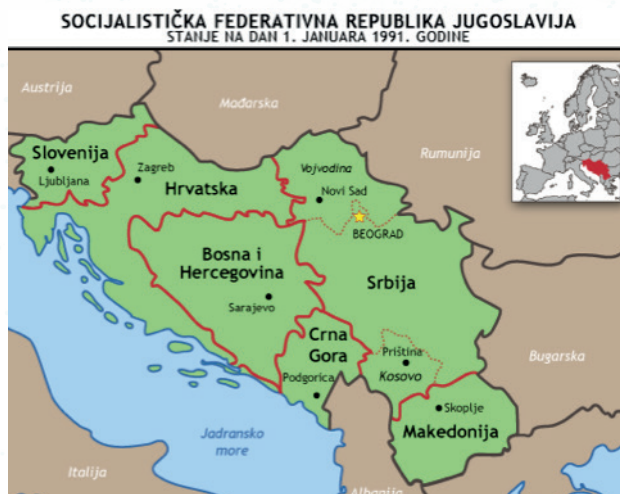 SOCIJALISTIČKA FEDERATIVNA REPUBLIKA JUGOSLAVIJA
STANJE NA DAN 1. JANUARA 1991. GODINE
Austrija
Mađarska
Rumunija
Slovenija
Ljubljana
Zagreb
Hrvatska
Vojvodina
Novi Sad
BEOGRAD
Bosna i
Hercegovina
Sarajevo
Srbija
Crna
Gora
Podgorica
Priština
Kosovo
Bugarska
Skoplje
Makedonija
Jadransko
more
Italija
Albanija